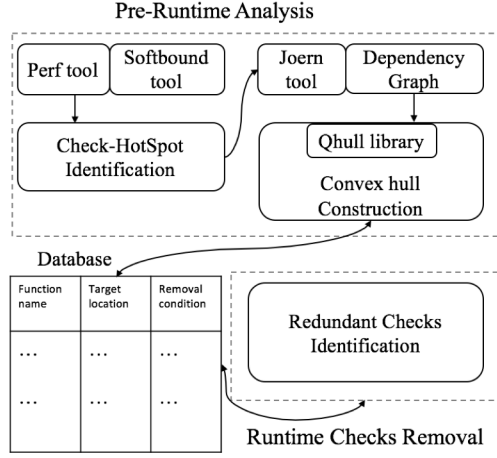 Pre-Runtime Analysis
Perf tool
Softbound
tool
Joern
tool
Dependency
Graph
Check-HotSpot
Identification
Qhull library
Convex hull
Construction
Database
Function
name
Target
location
Removal
condition
...
...
...
...
...
...
Redundant Checks
Identification
Runtime Checks Removal